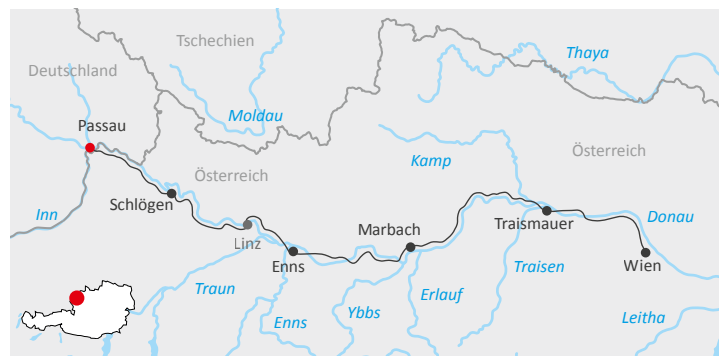 Tschechien
Thaya
Deutschland
Moldau
Passau
Kamp
Österreich
Österreich
Schlögen
Inn
Marbach
Traismauer
Donau
Linz
Enns
Traisen
Wien
Traun
Erlauf
Ybbs
Enns
Leitha